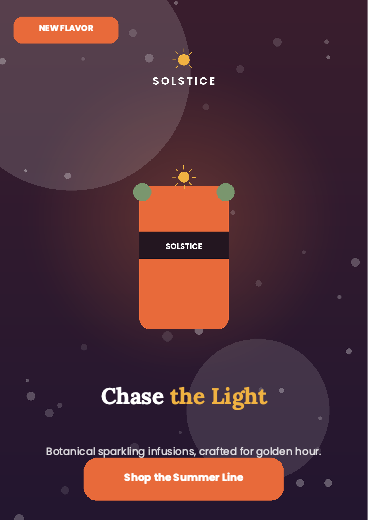 NEW FLAVOR
SOLSTICE
SOLSTICE
Chase the Light
Botanical sparkling infusions, crafted for golden hour.
Shop the Summer Line